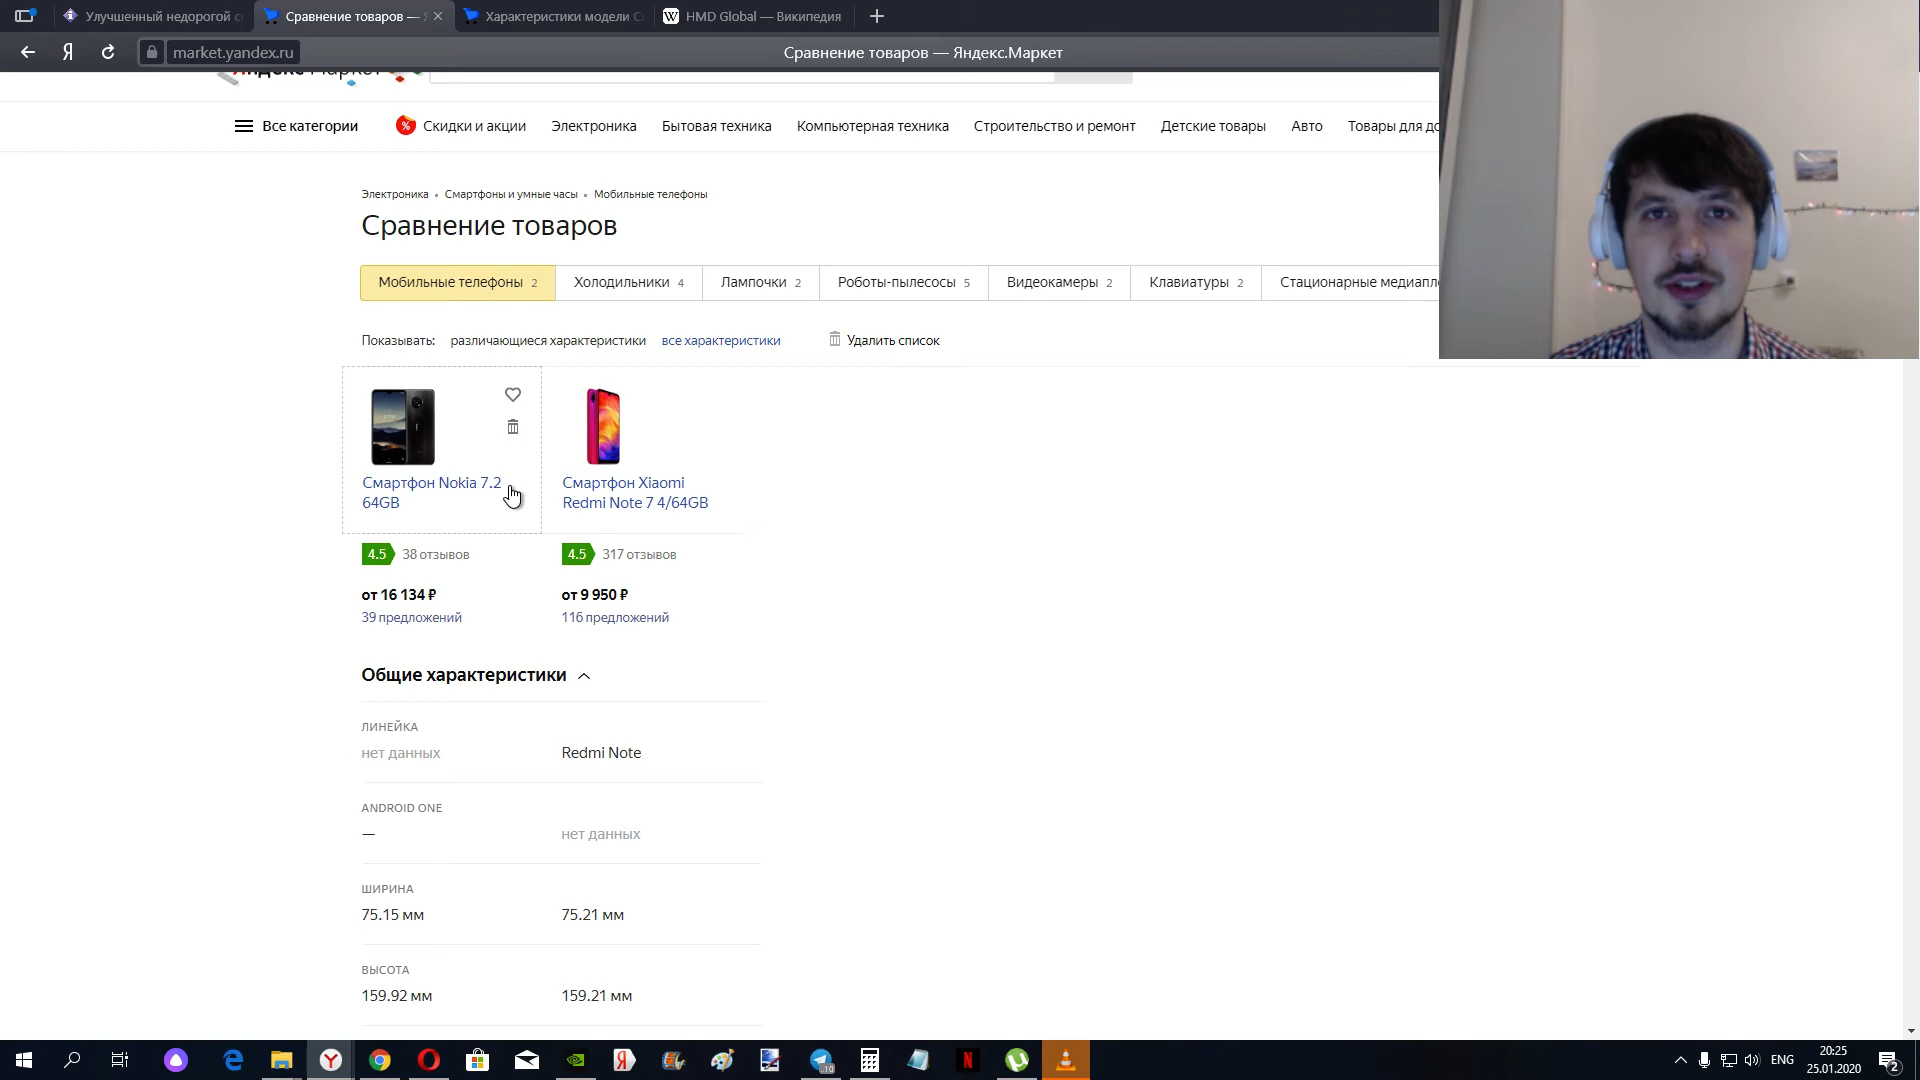 Улучшенный недорогой с
Сравнение товаров —
Характеристики модели
HMD Global — Википедия
market.yandex.ru
Сравнение товаров — Яндекс.Маркет
Все категории
% Скидки и акции
Электроника
Бытовая техника
Компьютерная техника
Строительство и ремонт
Детские товары
Авто
Товары для до
Электроника • Смартфоны и умные часы • Мобильные телефоны
Сравнение товаров
Мобильные телефоны 2
Холодильники 4
Лампочки 2
Роботы-пылесосы 5
Видеокамеры 2
Клавиатуры 2
Стационарные медиапл
Показывать: различающиеся характеристики все характеристики Удалить список
Смартфон Nokia 7.2
64GB
Смартфон Xiaomi
Redmi Note 7 4/64GB
4.5 38 отзывов
4.5 317 отзывов
от 16 134 ₽
от 9 950 ₽
39 предложений
116 предложений
Общие характеристики
ЛИНЕЙКА
нет данных
Redmi Note
ANDROID ONE
—
нет данных
ШИРИНА
75.15 мм
75.21 мм
ВЫСОТА
159.92 мм
159.21 мм
ENG
20:25
25.01.2020
2